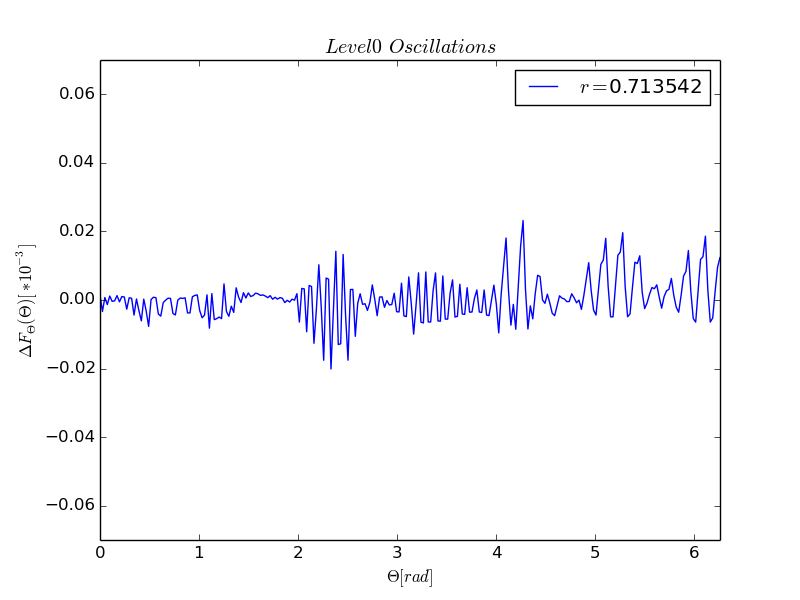 Level0 Oscillations
r=0.713542
0.06
0.04
0.02
0.00
−0.02
−0.04
−0.06
ΔF_Θ(Θ)[∗10^{−3}]
0 1 2 3 4 5 6
Θ[rad]